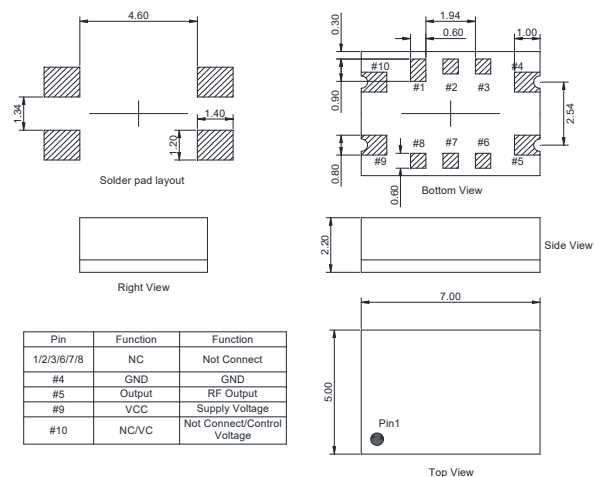 4.60
1.34
1.40
1.20
Solder pad layout
0.30
1.94
0.60
1.00
#10
#4
#1
#2
#3
0.90
2.54
#8
#7
#6
#9
#5
0.80
0.60
Bottom View
Right View
2.20
Side View
7.00
5.00
Pin1
Top View
Pin Function Function
1/2/3/6/7/8 NC Not Connect
#4 GND GND
#5 Output RF Output
#9 VCC Supply Voltage
#10 NC/VC Not Connect/Control
Voltage